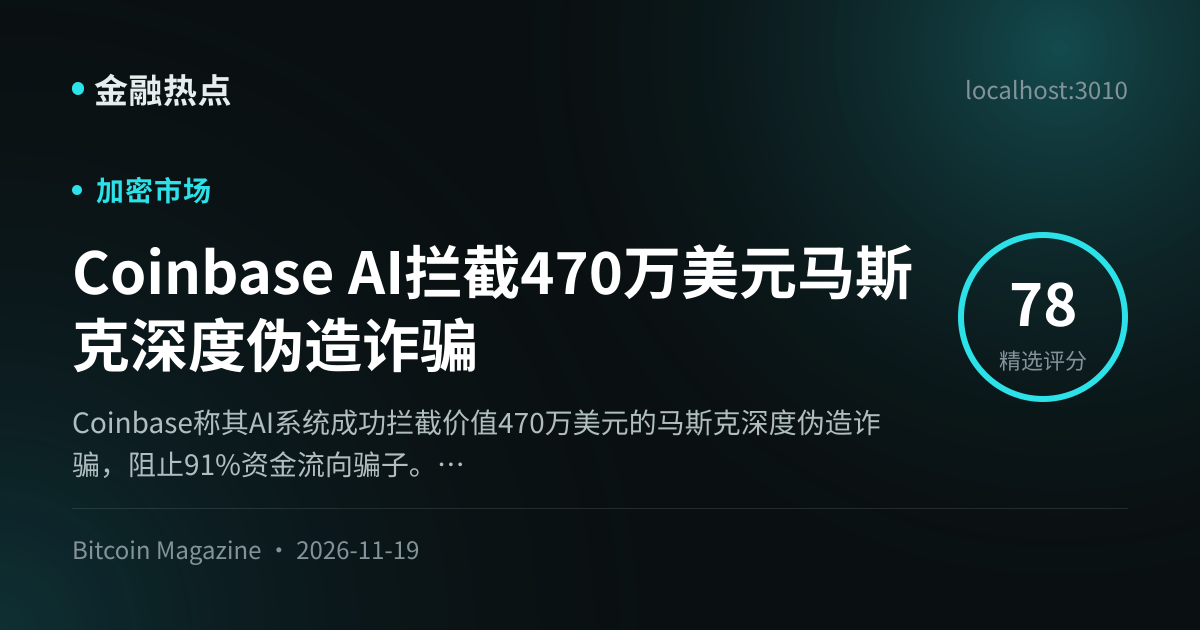 金融热点
localhost:3010
加密市场
Coinbase AI拦截470万美元马斯
克深度伪造诈骗
78
精选评分
Coinbase称其AI系统成功拦截价值470万美元的马斯克深度伪造诈
骗，阻止91%资金流向骗子。…
Bitcoin Magazine · 2026-11-19